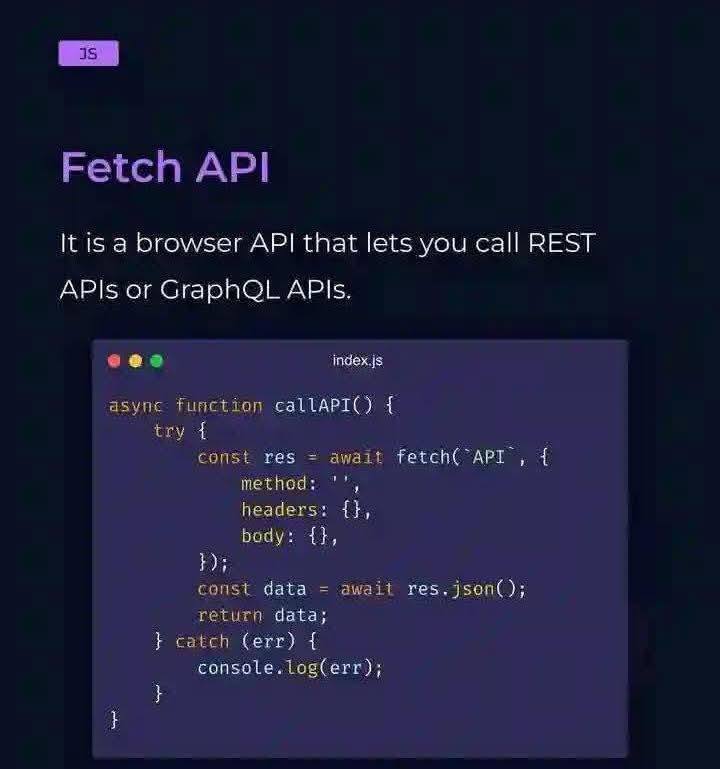 JS
Fetch API
It is a browser API that lets you call REST
APIs or GraphQL APIs.
index.js
async function callAPI() {
    try {
        const res = await fetch(`API`, {
            method: '',
            headers: {},
            body: {},
        });
        const data = await res.json();
        return data;
    } catch (err) {
        console.log(err);
    }
}